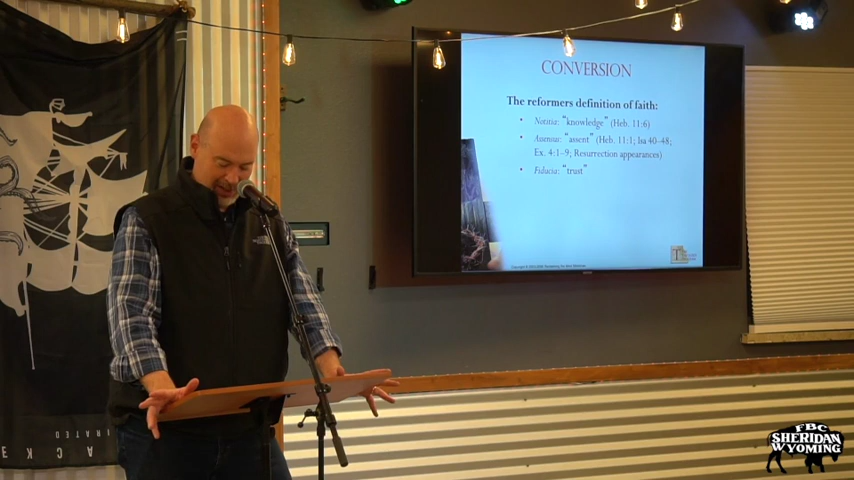 CONVERSION
The reformers definition of faith:
• Notitia: “knowledge” (Heb. 11:6)
• Assensus: “assent” (Heb. 11:1; Isa 40–48;
Ex. 4:1–9; Resurrection appearances)
• Fiducia: “trust”
FBC
SHERIDAN
WYOMING